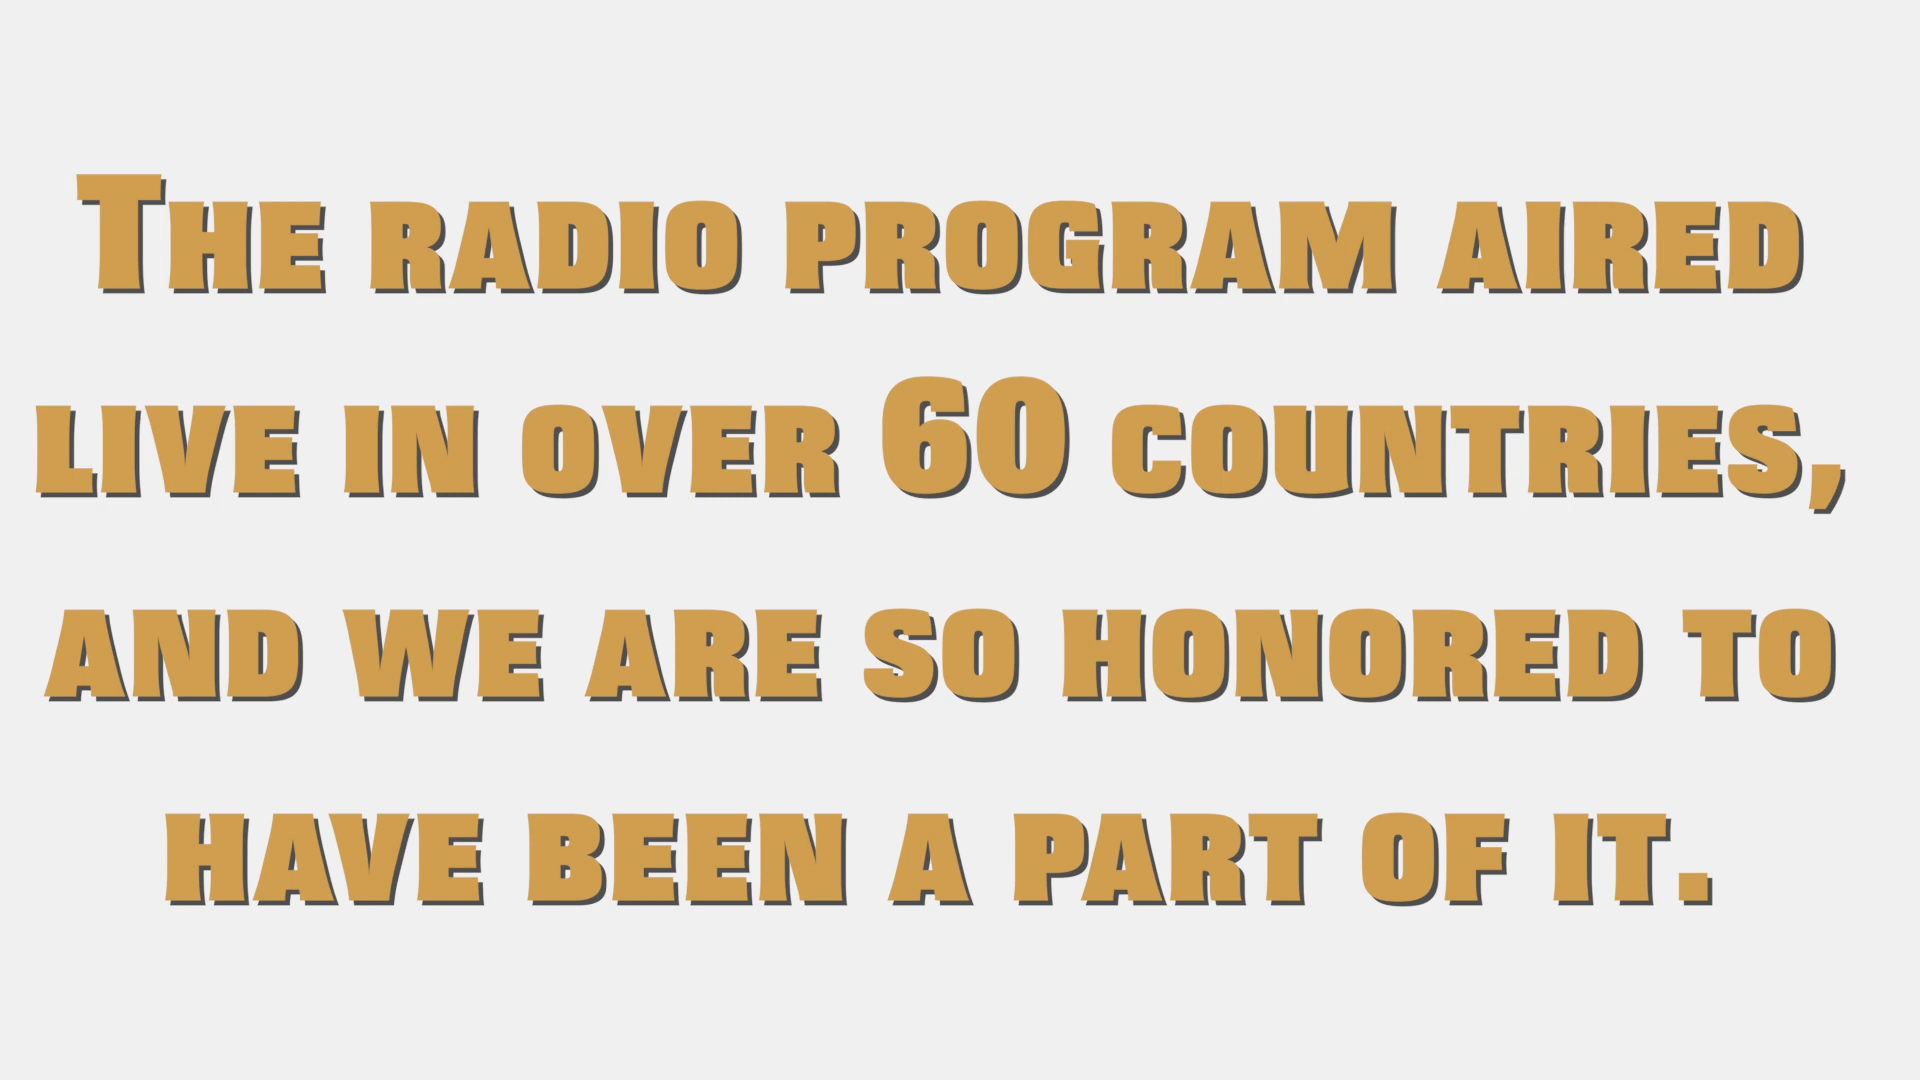 The radio program aired
live in over 60 countries,
and we are so honored to
have been a part of it.